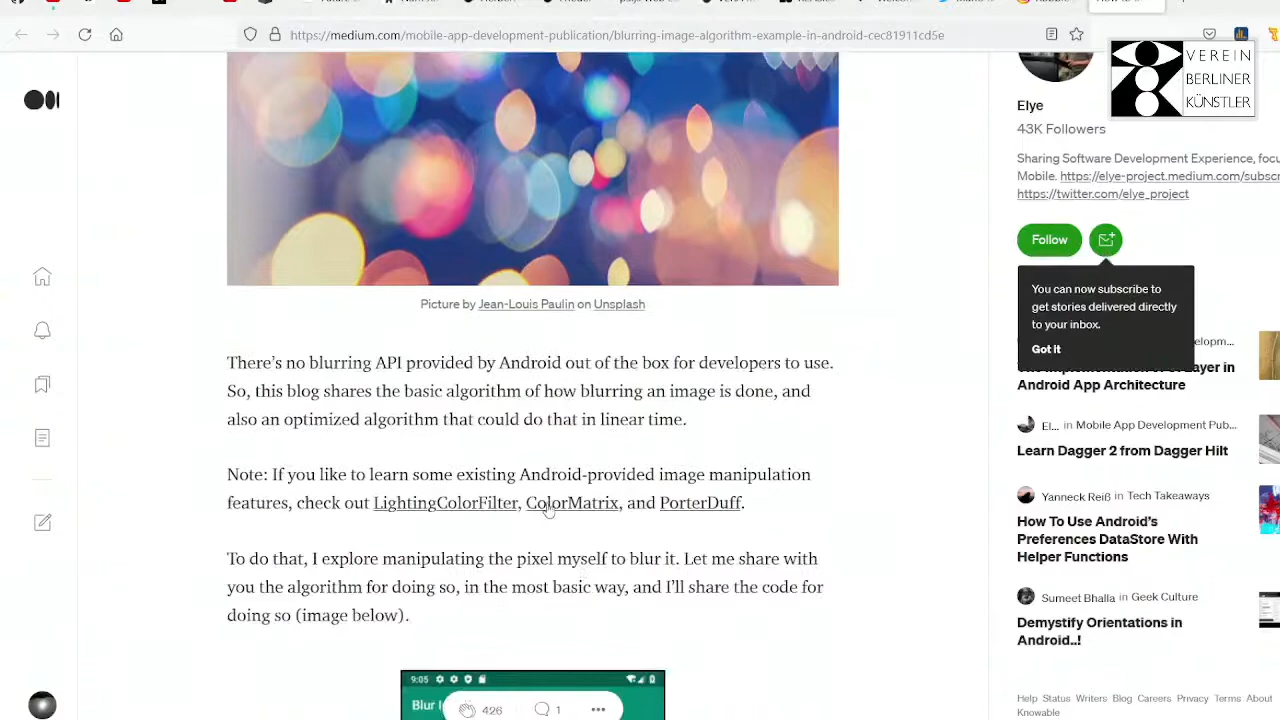 https://medium.com/mobile-app-development-publication/blurring-image-algorithm-example-in-android-cec81911cd5e
VEREIN
BERLINER
KÜNSTLER
Elye
43K Followers
Sharing Software Development Experience, focu
Mobile. https://elye-project.medium.com/subscr
https://twitter.com/elye_project
Follow
You can now subscribe to
get stories delivered directly
to your inbox.
Got it
Picture by Jean-Louis Paulin on Unsplash
There's no blurring API provided by Android out of the box for developers to use.
So, this blog shares the basic algorithm of how blurring an image is done, and
also an optimized algorithm that could do that in linear time.
Note: If you like to learn some existing Android-provided image manipulation
features, check out LightingColorFilter, ColorMatrix, and PorterDuff.
To do that, I explore manipulating the pixel myself to blur it. Let me share with
you the algorithm for doing so, in the most basic way, and I'll share the code for
doing so (image below).
9:05
Blur
426
1
elopm...
Layer in
Android App Architecture
El... in Mobile App Development Pub...
Learn Dagger 2 from Dagger Hilt
Yanneck Reiß in Tech Takeaways
How To Use Android's
Preferences DataStore With
Helper Functions
Sumeet Bhalla in Geek Culture
Demystify Orientations in
Android..!
Help Status Writers Blog Careers Privacy Terms About
Knowable